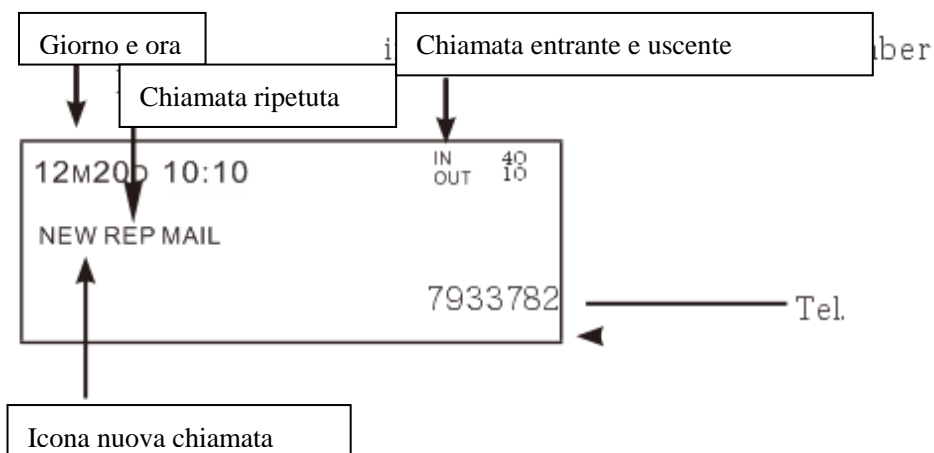 Giorno e ora
Chiamata entrante e uscente
Chiamata ripetuta
12M20D 10:10
IN 40
OUT 10
NEW REP MAIL
7933782
Tel.
Icona nuova chiamata